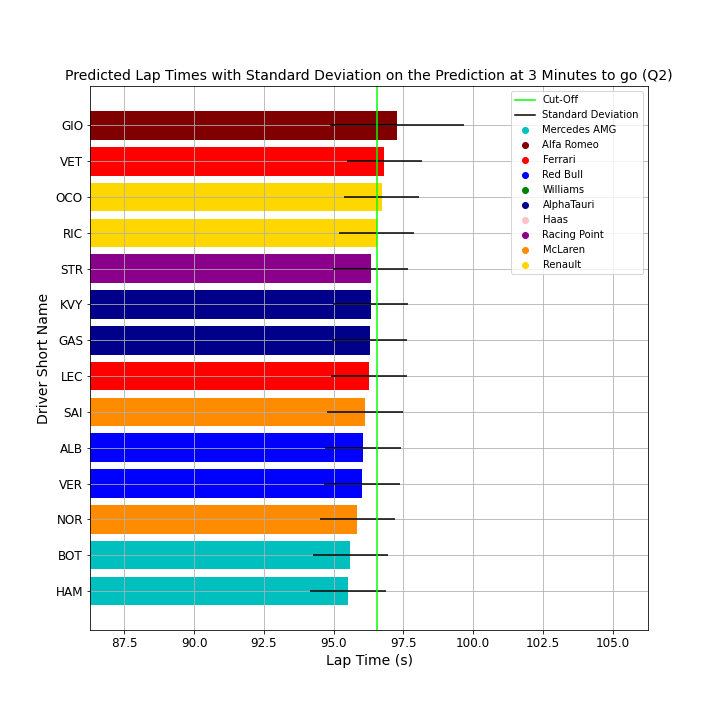 Predicted Lap Times with Standard Deviation on the Prediction at 3 Minutes to go (Q2)
Cut-Off
Standard Deviation
Mercedes AMG
Alfa Romeo
Ferrari
Red Bull
Williams
AlphaTauri
Haas
Racing Point
McLaren
Renault
Driver Short Name
GIO
VET
OCO
RIC
STR
KVY
GAS
LEC
SAI
ALB
VER
NOR
BOT
HAM
87.5 90.0 92.5 95.0 97.5 100.0 102.5 105.0
Lap Time (s)